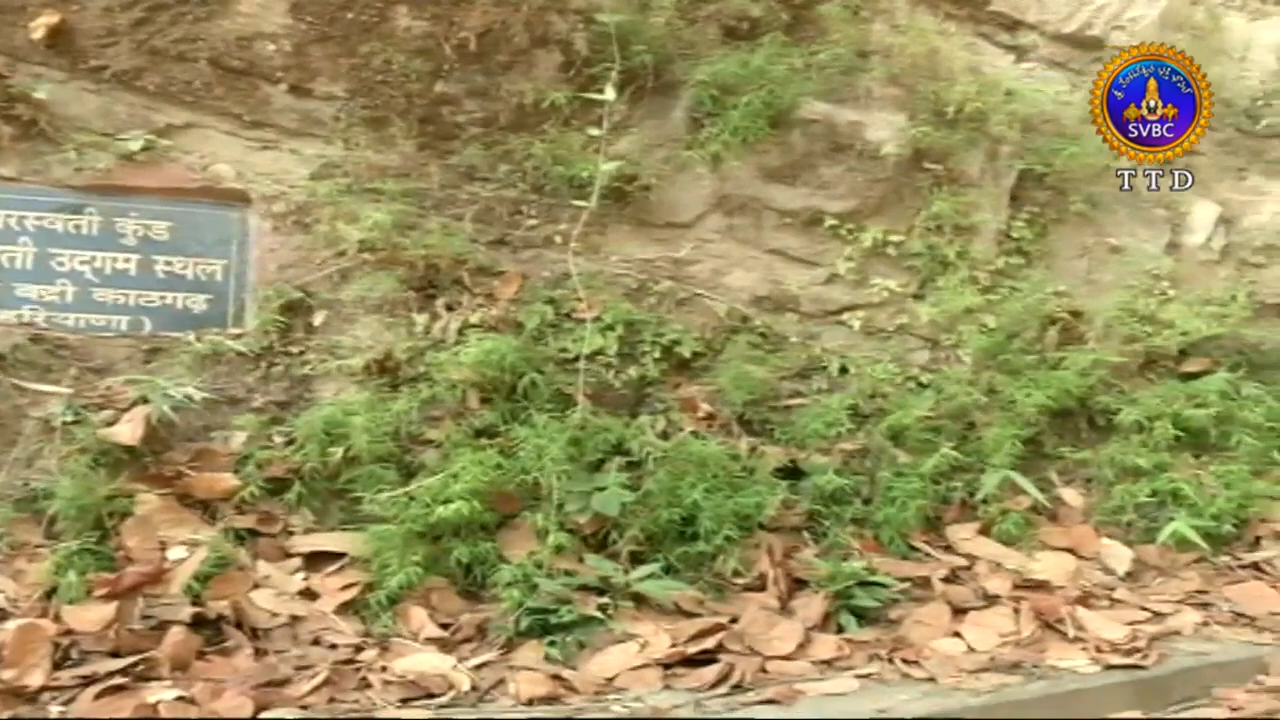 रस्वती कुंड
ती उद्गम स्थल
बद्री काठगढ़
हरियाणा )
SVBC
TTD